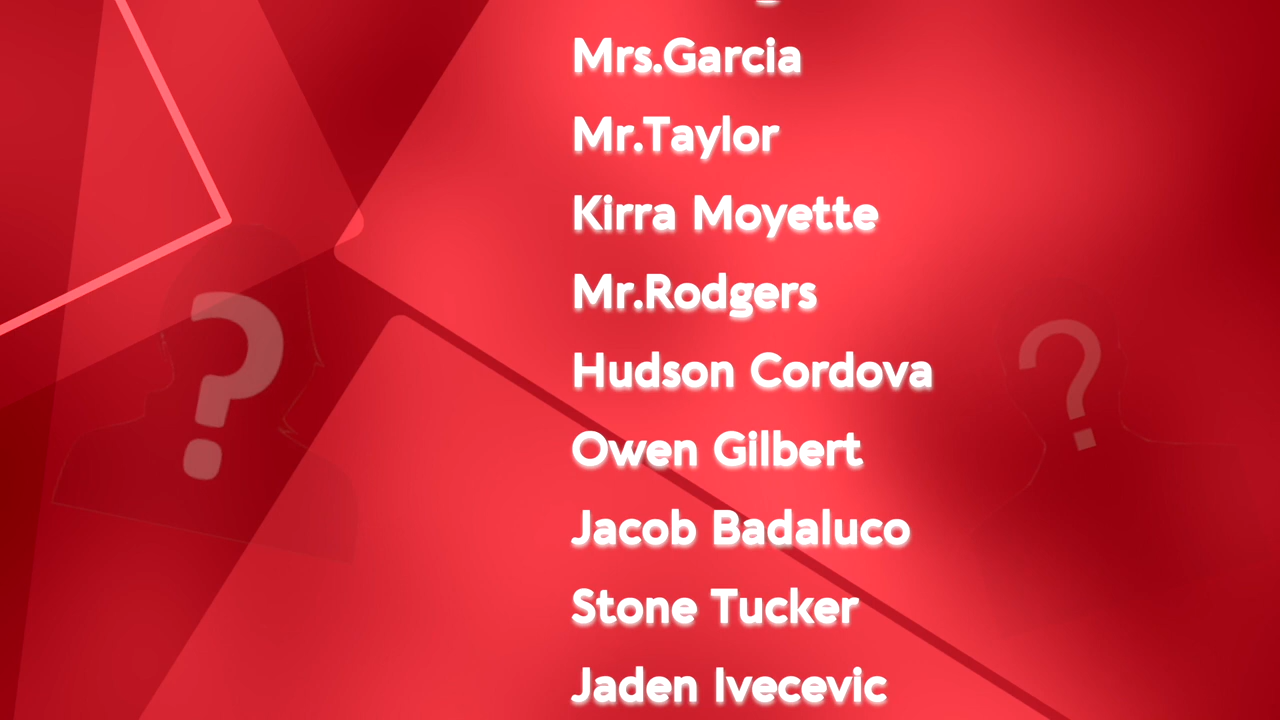 Mrs.Garcia
Mr.Taylor
Kirra Moyette
Mr.Rodgers
Hudson Cordova
Owen Gilbert
Jacob Badaluco
Stone Tucker
Jaden Ivecevic
?
?